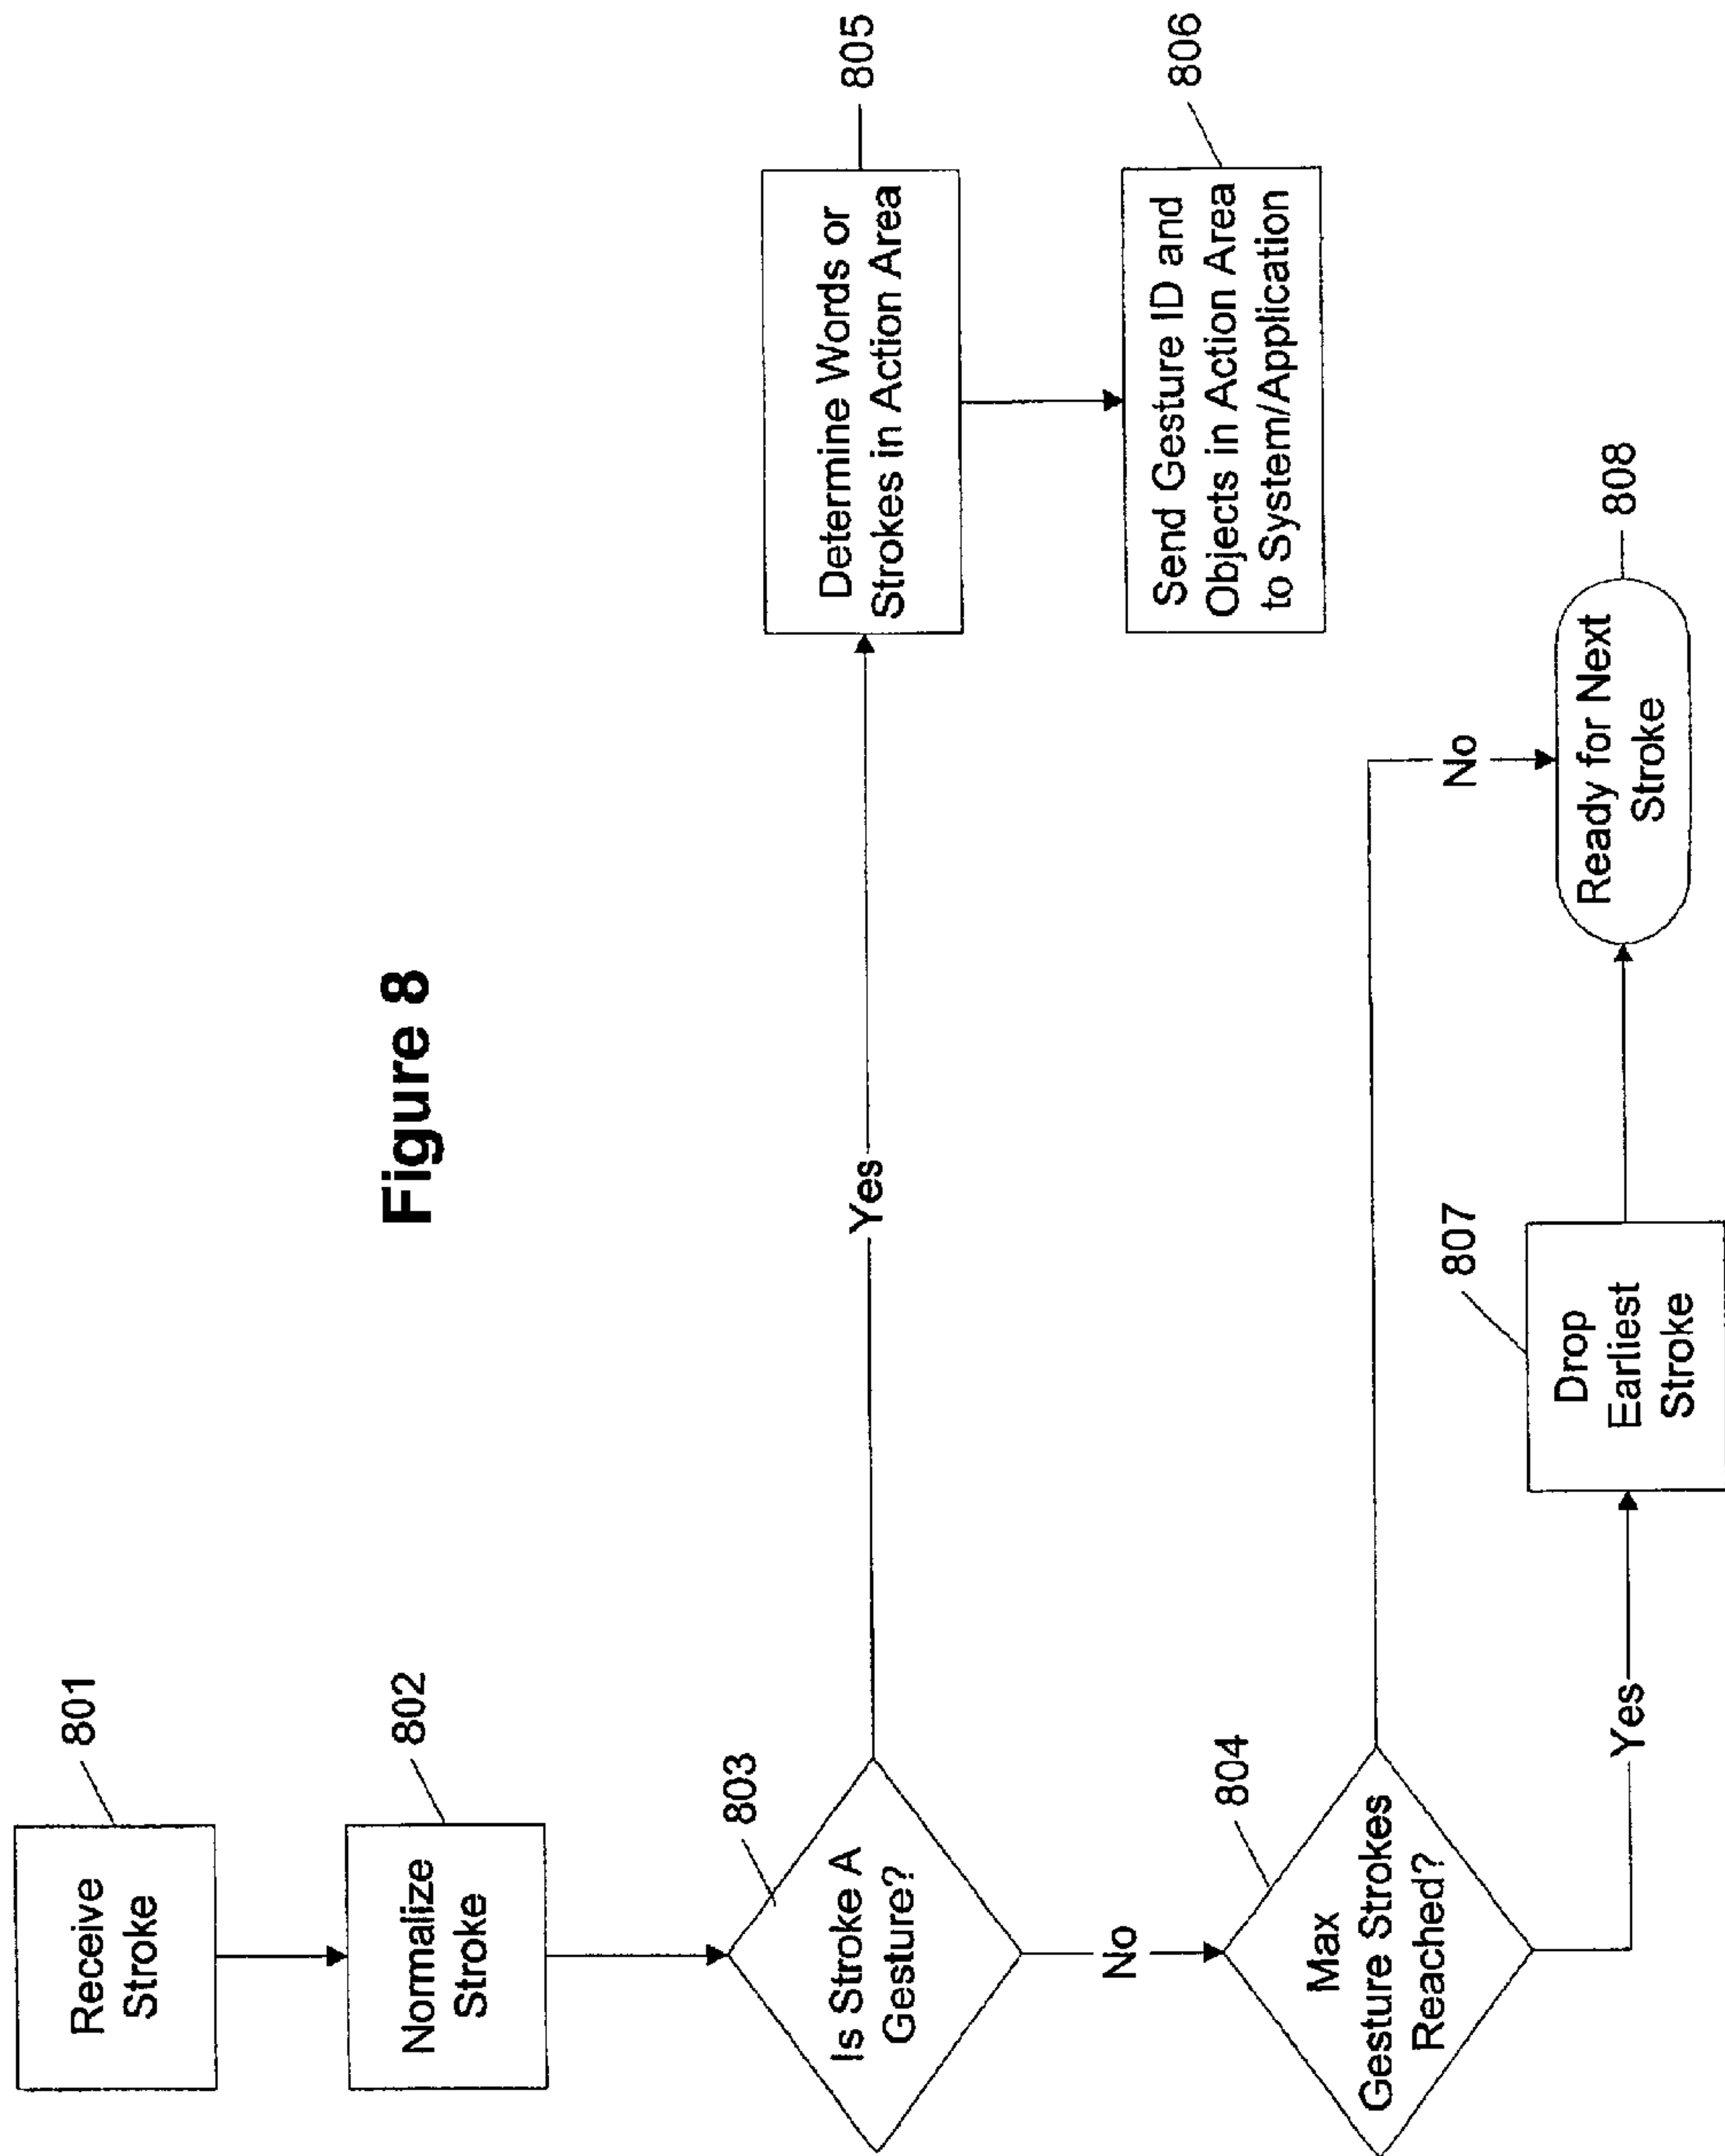 Figure 8
Receive
Stroke
801
Normalize
Stroke
802
Is Stroke A
Gesture?
803
Yes
Determine Words or
Strokes in Action Area
805
Send Gesture ID and
Objects in Action Area
to System/Application
806
No
Max
Gesture Strokes
Reached?
804
No
Yes
Drop
Earliest
Stroke
807
Ready for Next
Stroke
808